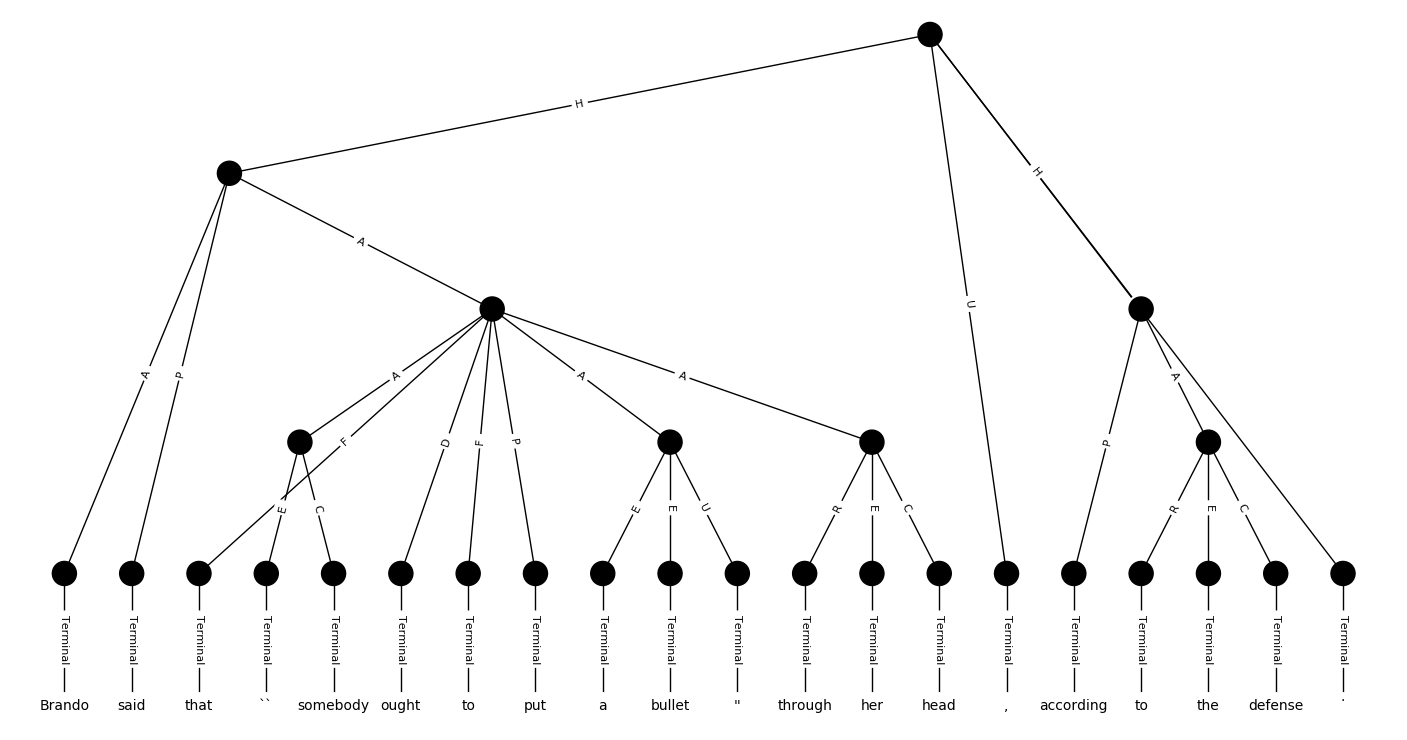 H
H
A
U
A
P
A
A
A
A
F
D
F
P
P
E
C
E
E
U
R
E
C
R
E
C
Terminal Terminal Terminal Terminal Terminal Terminal Terminal Terminal Terminal Terminal Terminal Terminal Terminal Terminal Terminal Terminal Terminal Terminal Terminal Terminal
Brando said that `` somebody ought to put a bullet " through her head , according to the defense .